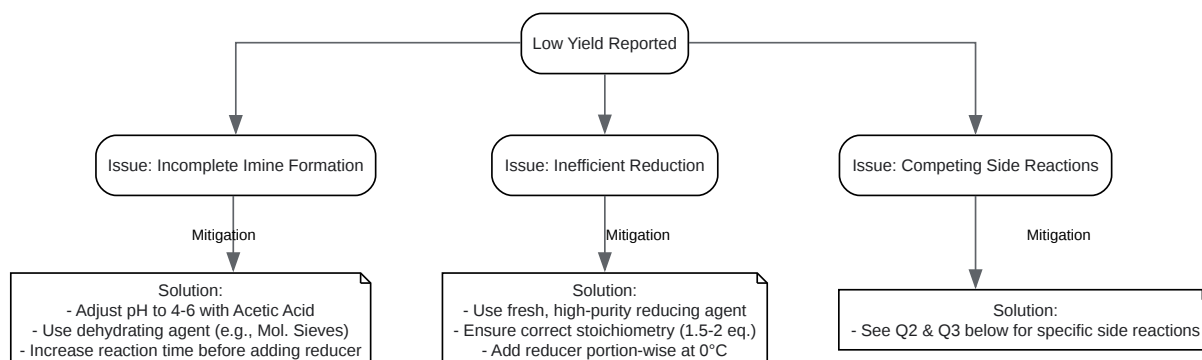 Low Yield Reported
Issue: Incomplete Imine Formation
Issue: Inefficient Reduction
Issue: Competing Side Reactions
Mitigation
Mitigation
Mitigation
Solution:
- Adjust pH to 4-6 with Acetic Acid
- Use dehydrating agent (e.g., Mol. Sieves)
- Increase reaction time before adding reducer
Solution:
- Use fresh, high-purity reducing agent
- Ensure correct stoichiometry (1.5-2 eq.)
- Add reducer portion-wise at 0°C
Solution:
- See Q2 & Q3 below for specific side reactions